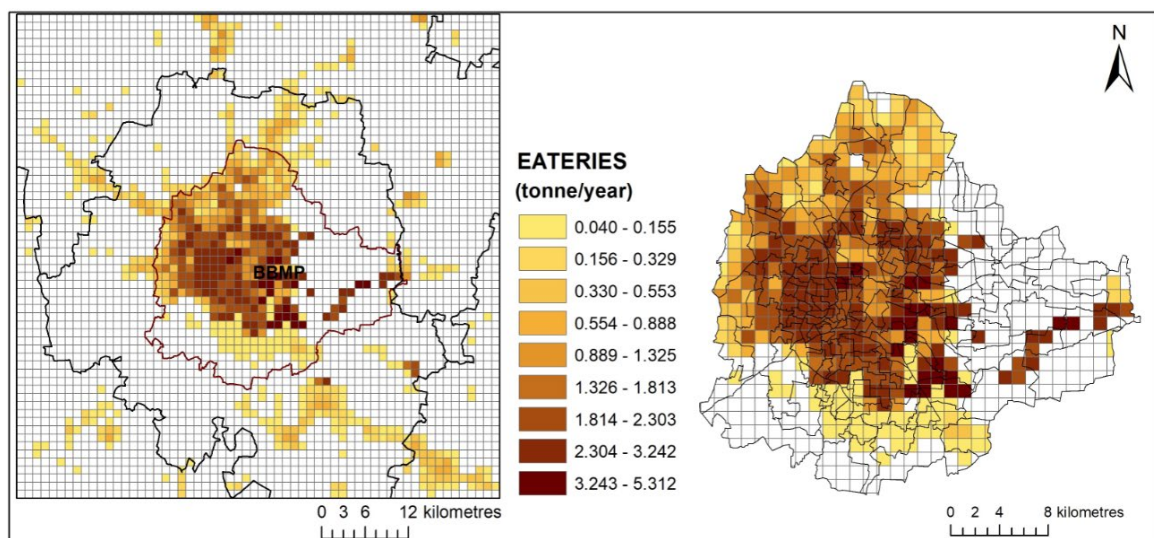 BBMP
0 3 6 12 kilometres
EATERIES
(tonne/year)
0.040 - 0.155
0.156 - 0.329
0.330 - 0.553
0.554 - 0.888
0.889 - 1.325
1.326 - 1.813
1.814 - 2.303
2.304 - 3.242
3.243 - 5.312
N
0 2 4 8 kilometres